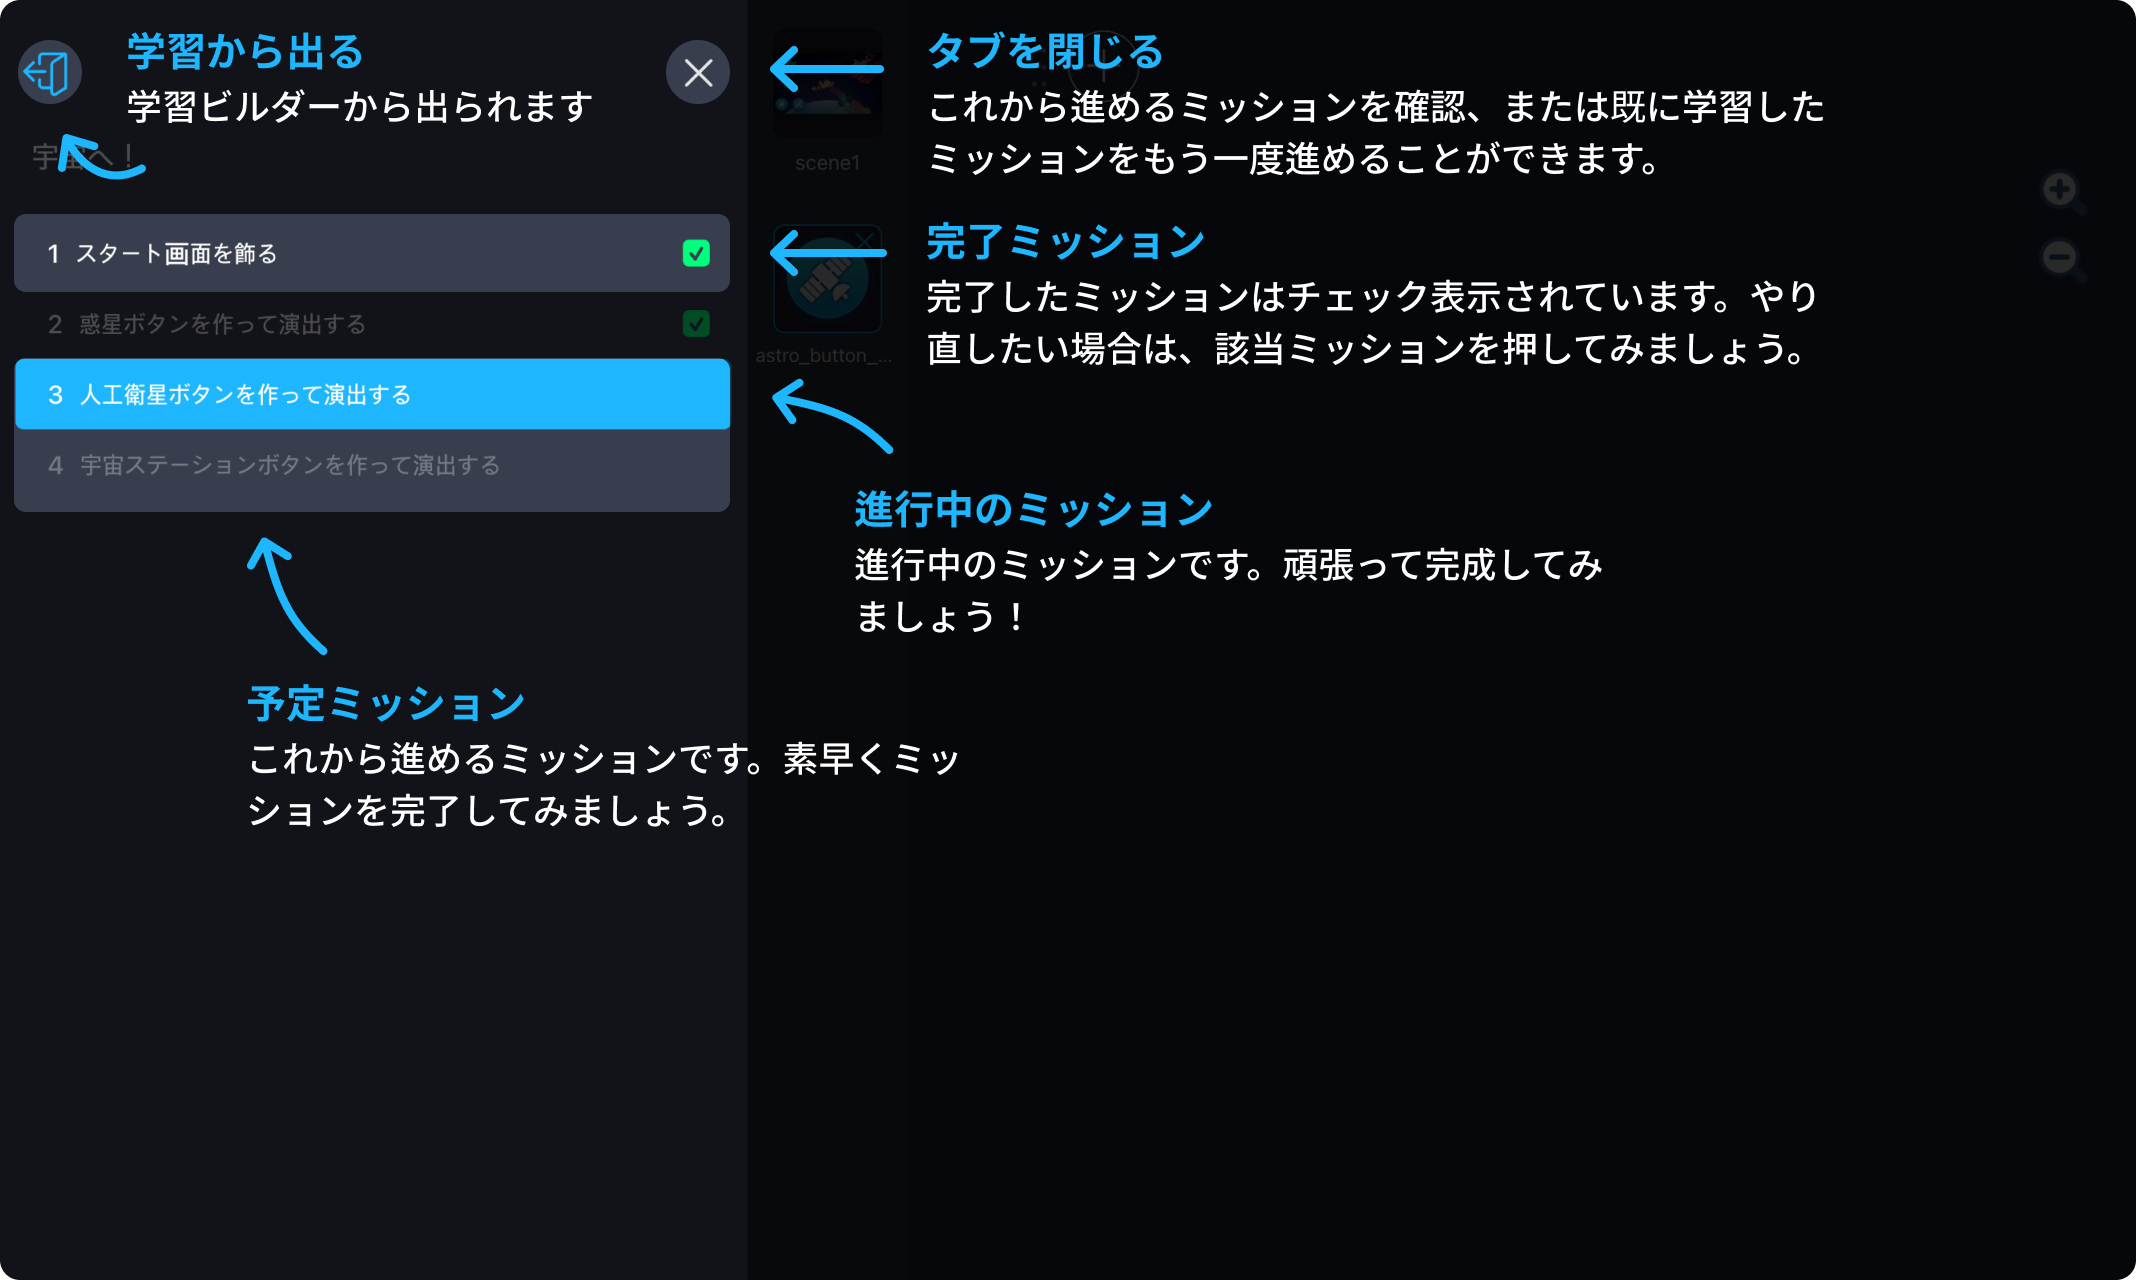 学習から出る
学習ビルダーから出られます
宇宙へ!
1 スタート画面を飾る
2 惑星ボタンを作って演出する
3 人工衛星ボタンを作って演出する
4 宇宙ステーションボタンを作って演出する
予定ミッション
これから進めるミッションです。素早くミッ
ションを完了してみましょう。
scene1
astro_button_...
タブを閉じる
これから進めるミッションを確認、または既に学習した
ミッションをもう一度進めることができます。
完了ミッション
完了したミッションはチェック表示されています。やり
直したい場合は、該当ミッションを押してみましょう。
進行中のミッション
進行中のミッションです。頑張って完成してみ
ましょう！